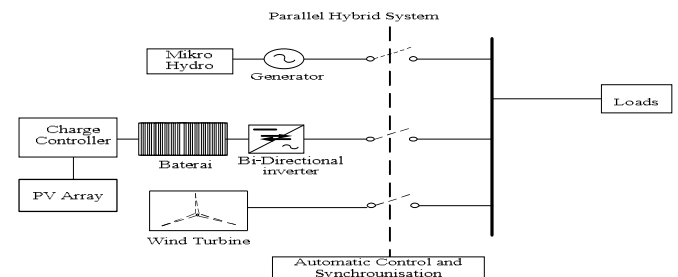 Parallel Hybrid System
Mikro
Hydro
Generator
Loads
Charge
Controller
Baterai
Bi-Directional
inverter
PV Array
Wind Turbine
Automatic Control and
Synchrounisation